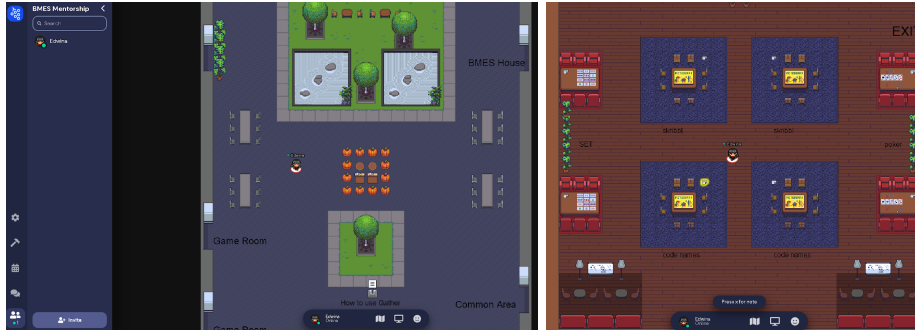 BMES Mentorship
Search
Edwina
BMES House
Game Room
How to use Gather
Common Area
Game Room
Edwina
Online
Invite
EXI
skribbl
skribbl
SET
poker
code names
code names
Press x for note
Edwina
Online